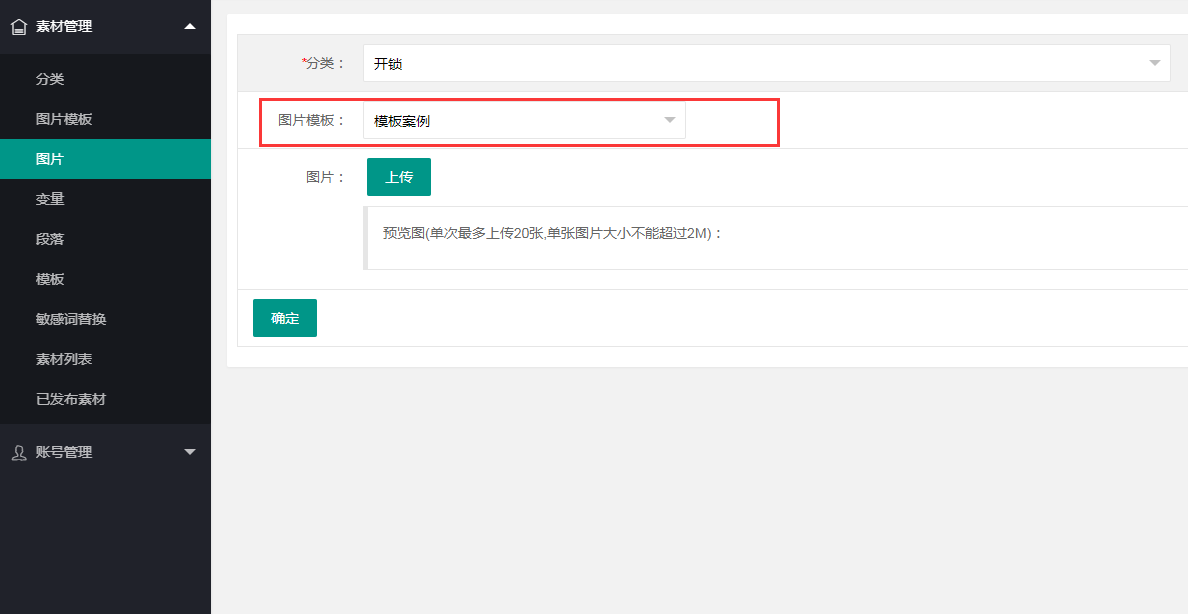 素材管理
分类
图片模板
图片
变量
段落
模板
敏感词替换
素材列表
已发布素材
账号管理
*分类： 开锁
图片模板： 模板案例
图片： 上传
预览图(单次最多上传20张,单张图片大小不能超过2M)：
确定